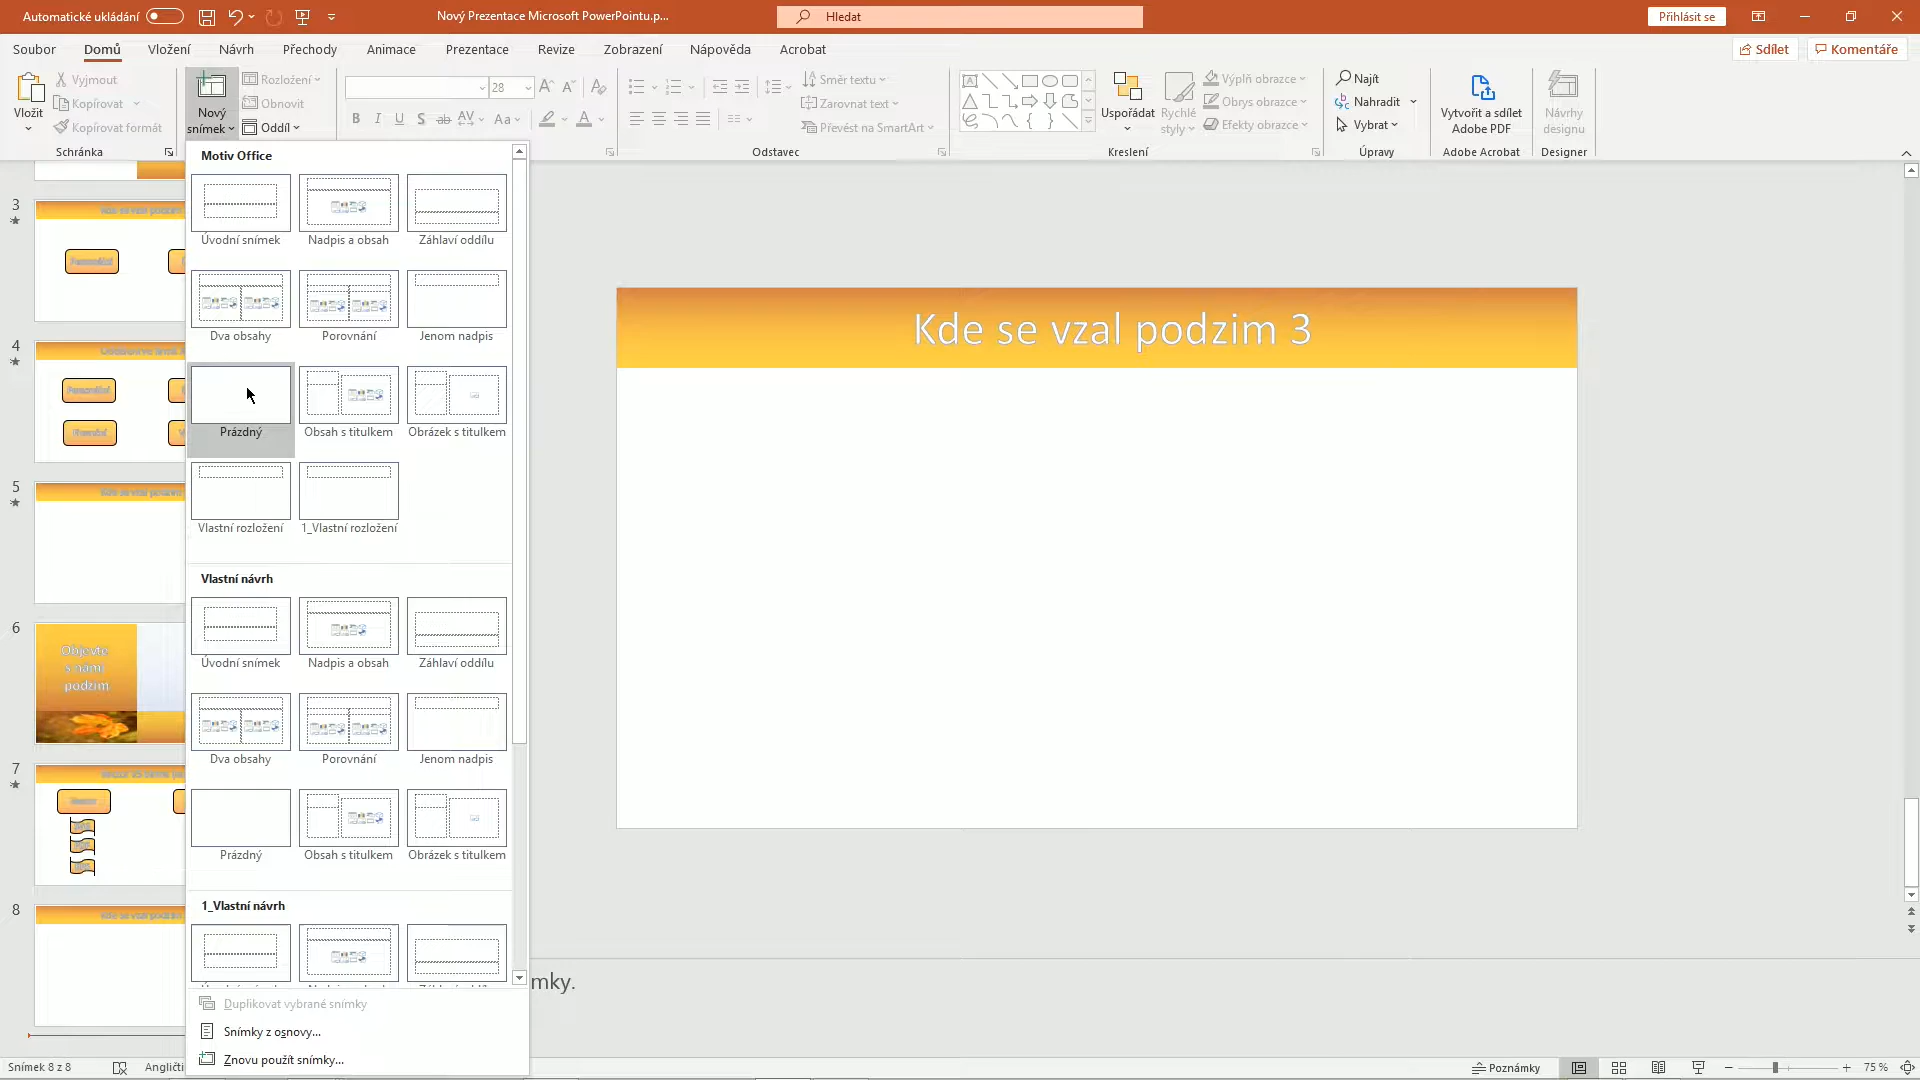 Automatické ukládání
Nový Prezentace Microsoft PowerPointu.p...
Hledat
Přihlásit se
Soubor
Domů
Vložení
Návrh
Přechody
Animace
Prezentace
Revize
Zobrazení
Nápověda
Acrobat
Sdílet
Komentáře
Vložit
Vyjmout
Kopírovat
Kopírovat formát
Schránka
Nový
snímek
Rozložení
Obnovit
Oddíl
28
Směr textu
Zarovnat text
Převést na SmartArt
Odstavec
Uspořádat
Rychlé
styly
Výplň obrazce
Obrys obrazce
Efekty obrazce
Kreslení
Najít
Nahradit
Vybrat
Úpravy
Vytvořit a sdílet
Adobe PDF
Adobe Acrobat
Návrhy
designu
Designer
Motiv Office
Úvodní snímek
Nadpis a obsah
Záhlaví oddílu
Dva obsahy
Porovnání
Jenom nadpis
Prázdný
Obsah s titulkem
Obrázek s titulkem
Vlastní rozložení
1_Vlastní rozložení
Vlastní návrh
Úvodní snímek
Nadpis a obsah
Záhlaví oddílu
Dva obsahy
Porovnání
Jenom nadpis
Prázdný
Obsah s titulkem
Obrázek s titulkem
1_Vlastní návrh
Duplikovat vybrané snímky
Snímky z osnovy...
Znovu použít snímky...
3
4
5
6
Objevte
s námi
podzim
7
8
Kde se vzal podzim 3
mky.
Snímek 8 z 8
Angličti
Poznámky
75 %